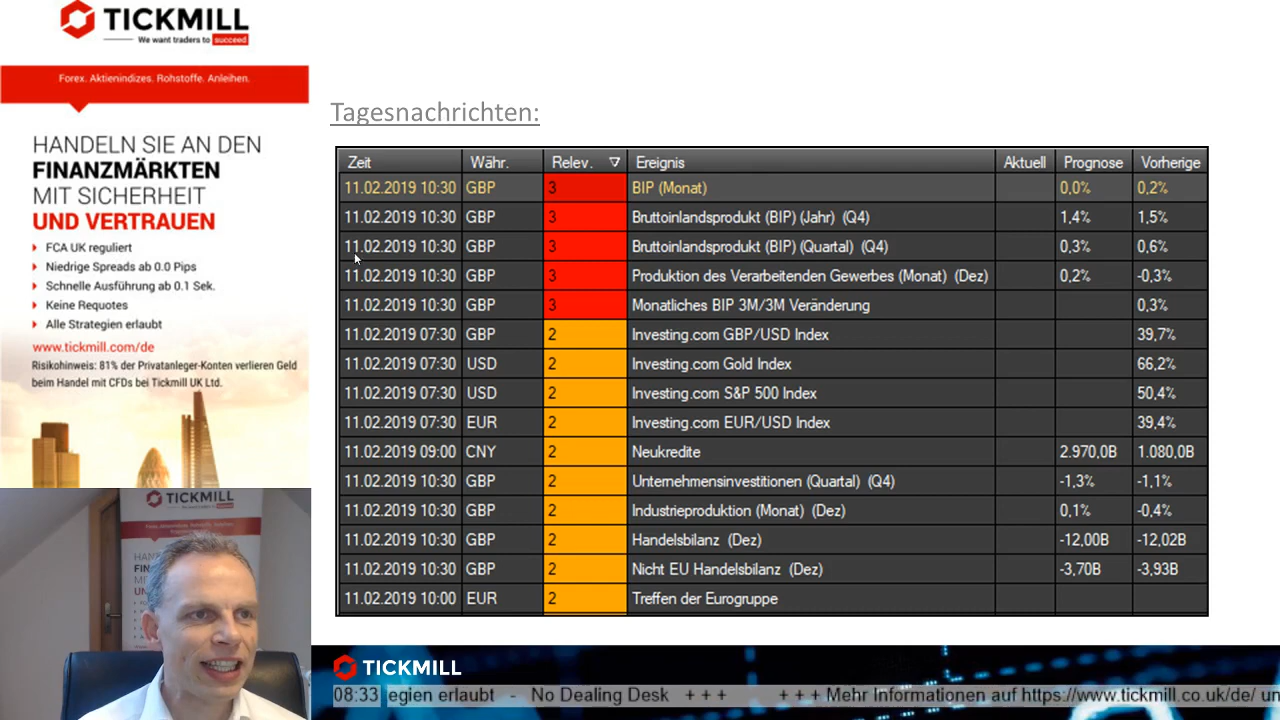 TICKMILL
We want traders to succeed
Forex. Aktienindizes. Rohstoffe. Anleihen.
HANDELN SIE AN DEN
FINANZMÄRKTEN
MIT SICHERHEIT
UND VERTRAUEN
FCA UK reguliert
Niedrige Spreads ab 0.0 Pips
Schnelle Ausführung ab 0.1 Sek.
Keine Requotes
Alle Strategien erlaubt
www.tickmill.com/de
Risikohinweis: 81% der Privatanleger-Konten verlieren Geld
beim Handel mit CFDs bei Tickmill UK Ltd.
Tagesnachrichten:
Zeit Währ. Relev. Ereignis Aktuell Prognose Vorherige
11.02.2019 10:30 GBP 3 BIP (Monat) 0,0% 0,2%
11.02.2019 10:30 GBP 3 Bruttoinlandsprodukt (BIP) (Jahr) (Q4) 1,4% 1,5%
11.02.2019 10:30 GBP 3 Bruttoinlandsprodukt (BIP) (Quartal) (Q4) 0,3% 0,6%
11.02.2019 10:30 GBP 3 Produktion des Verarbeitenden Gewerbes (Monat) (Dez) 0,2% -0,3%
11.02.2019 10:30 GBP 3 Monatliches BIP 3M/3M Veränderung 0,3%
11.02.2019 07:30 GBP 2 Investing.com GBP/USD Index 39,7%
11.02.2019 07:30 USD 2 Investing.com Gold Index 66,2%
11.02.2019 07:30 USD 2 Investing.com S&P 500 Index 50,4%
11.02.2019 07:30 EUR 2 Investing.com EUR/USD Index 39,4%
11.02.2019 09:00 CNY 2 Neukredite 2.970,0B 1.080,0B
11.02.2019 10:30 GBP 2 Unternehmensinvestitionen (Quartal) (Q4) -1,3% -1,1%
11.02.2019 10:30 GBP 2 Industrieproduktion (Monat) (Dez) 0,1% -0,4%
11.02.2019 10:30 GBP 2 Handelsbilanz (Dez) -12,00B -12,02B
11.02.2019 10:30 GBP 2 Nicht EU Handelsbilanz (Dez) -3,70B -3,93B
11.02.2019 10:00 EUR 2 Treffen der Eurogruppe
TICKMILL
TICKMILL
08:33 egien erlaubt - No Dealing Desk + + + + + + Mehr Informationen auf https://www.tickmill.co.uk/de/ un